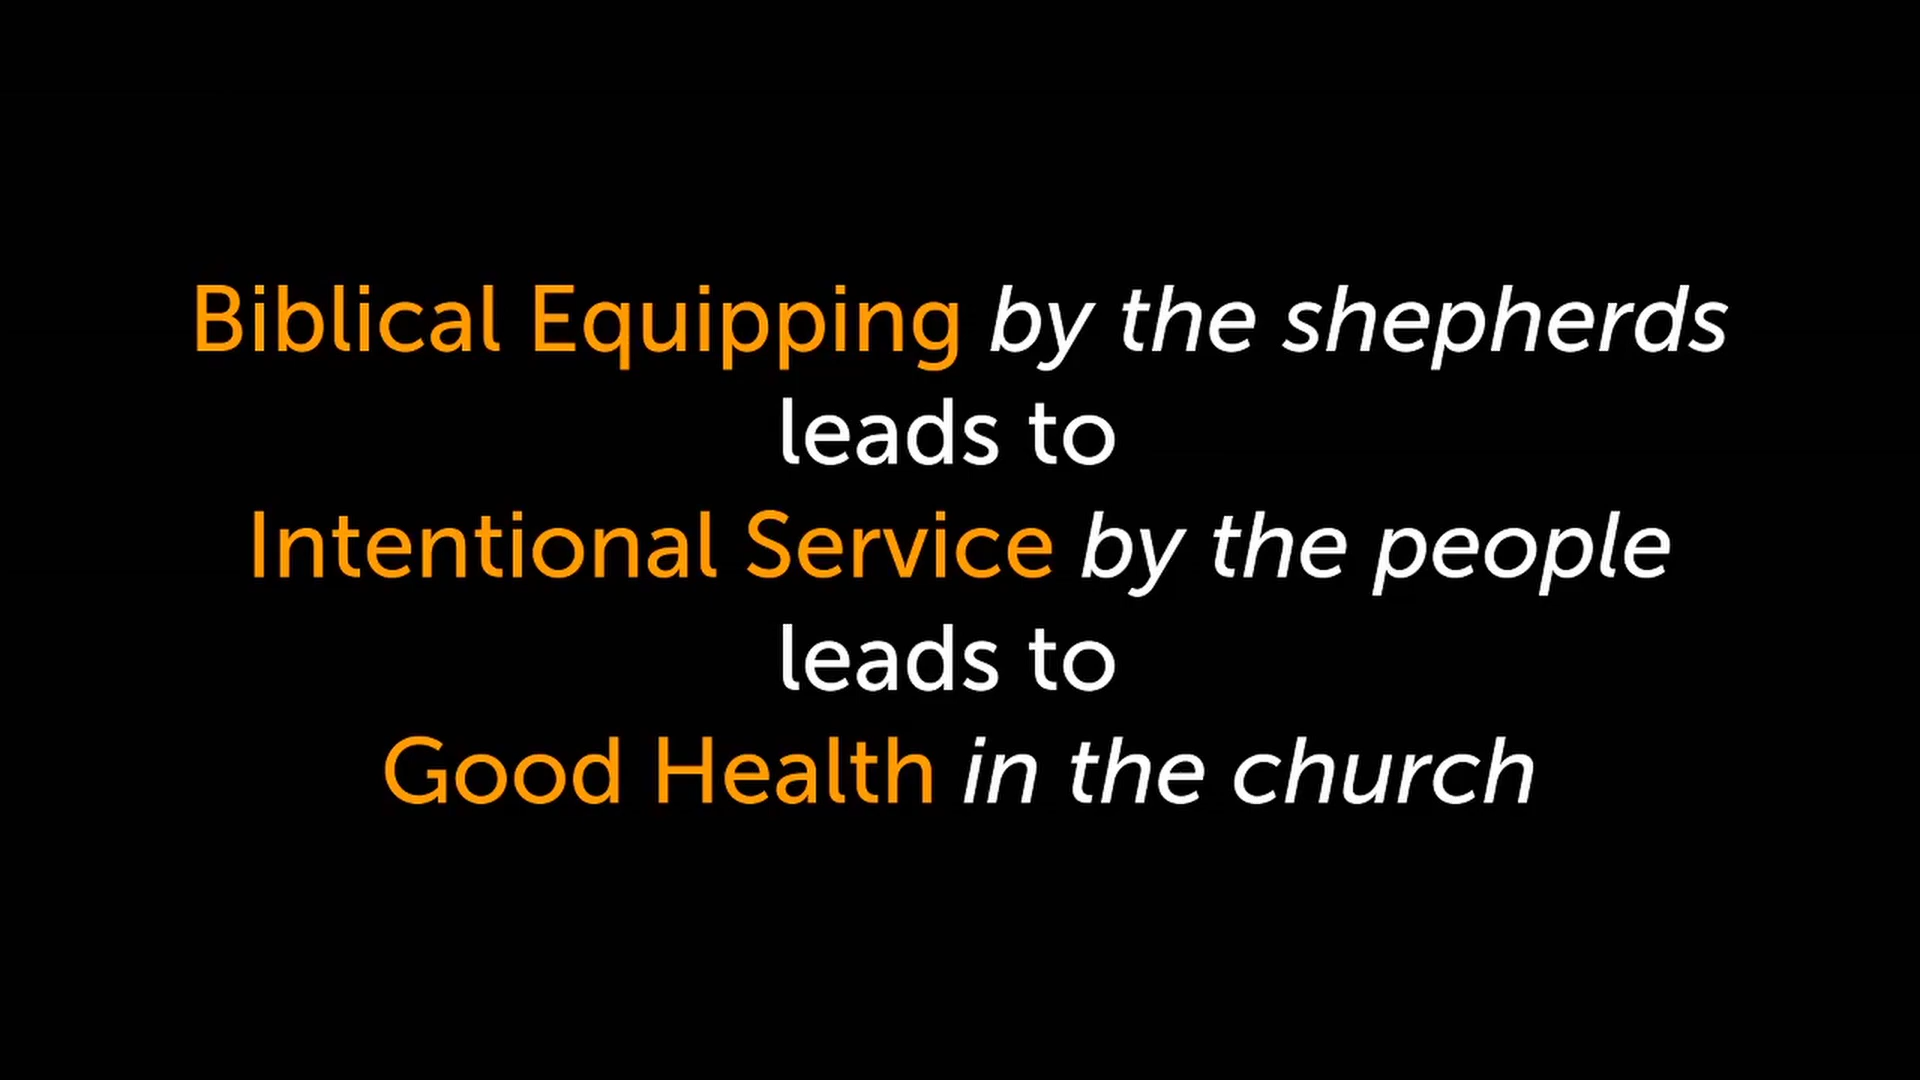 Biblical Equipping by the shepherds
leads to
Intentional Service by the people
leads to
Good Health in the church